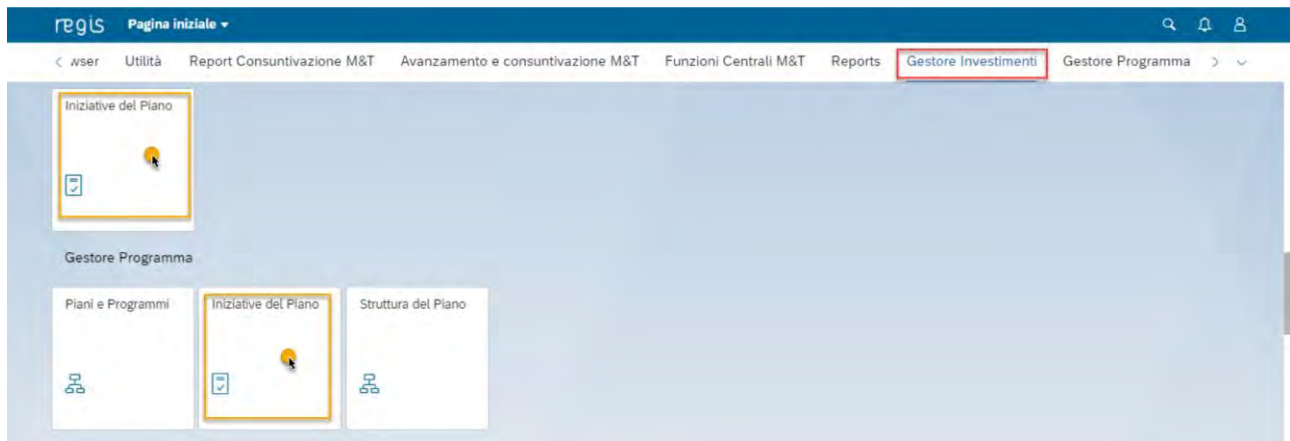 regis Pagina iniziale
wser Utilità Report Consuntivazione M&T Avanzamento e consuntivazione M&T Funzioni Centrali M&T Reports Gestore Investimenti Gestore Programma
Iniziative del Piano
Gestore Programma
Piani e Programmi Iniziative del Piano Struttura del Piano